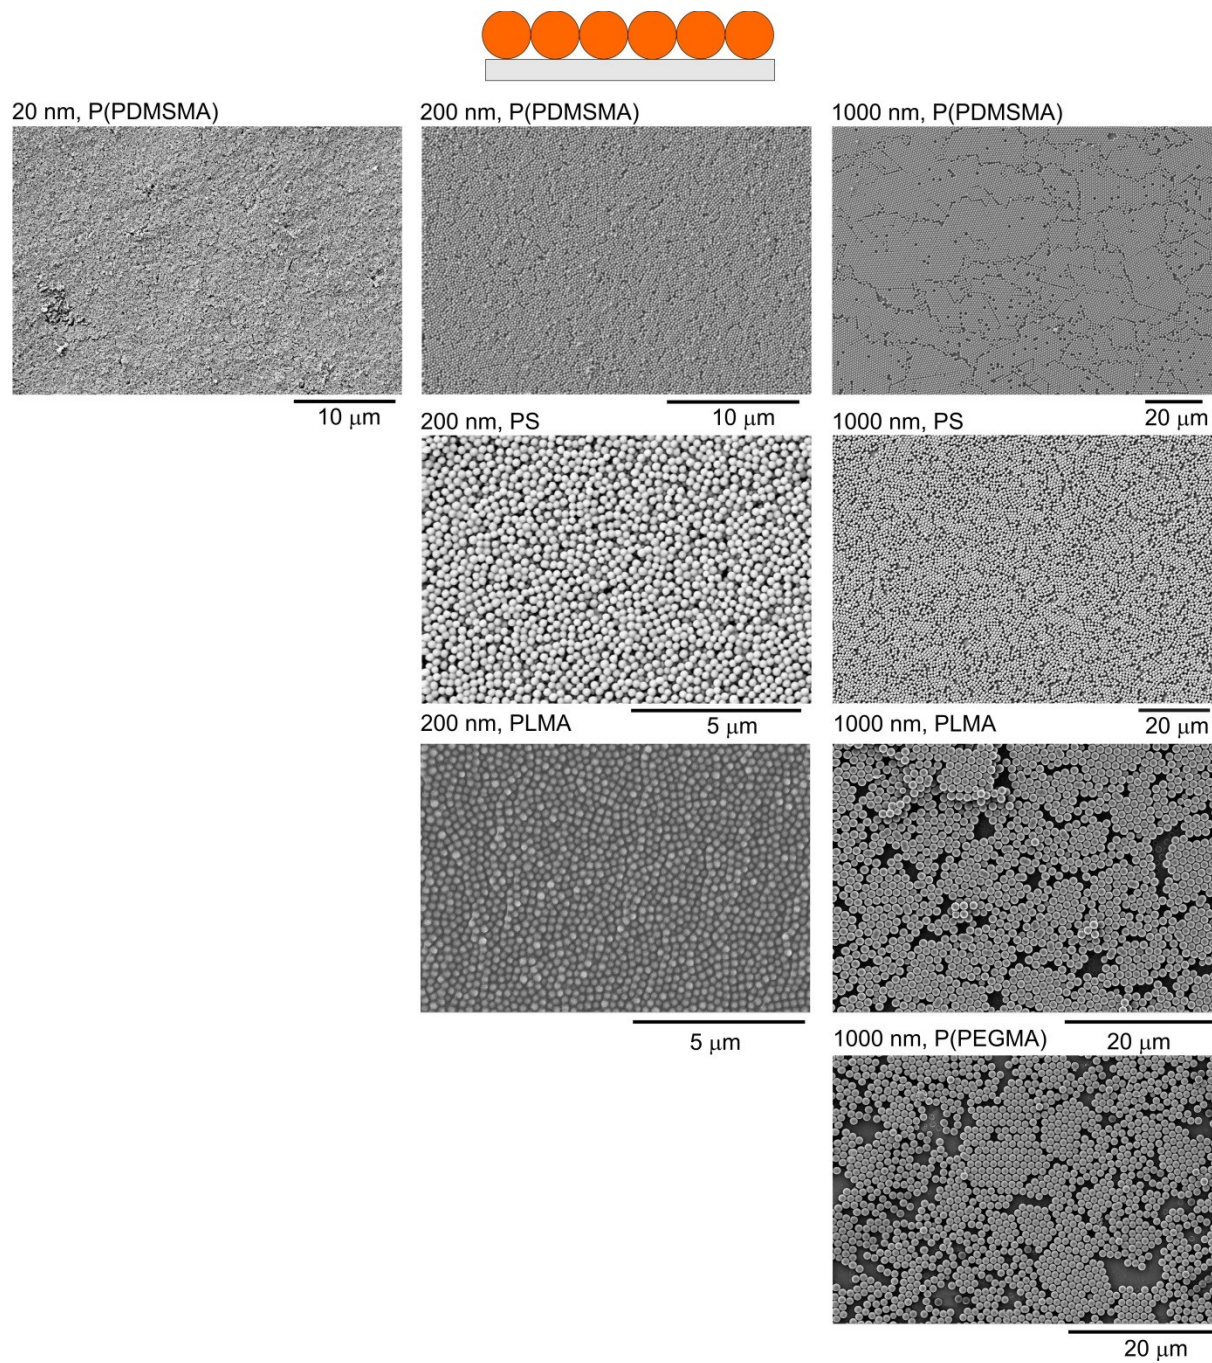 20 nm, P(PDMSMA)
200 nm, P(PDMSMA)
1000 nm, P(PDMSMA)
10 μm
10 μm
20 μm
200 nm, PS
1000 nm, PS
5 μm
20 μm
200 nm, PLMA
1000 nm, PLMA
5 μm
20 μm
1000 nm, P(PEGMA)
20 μm